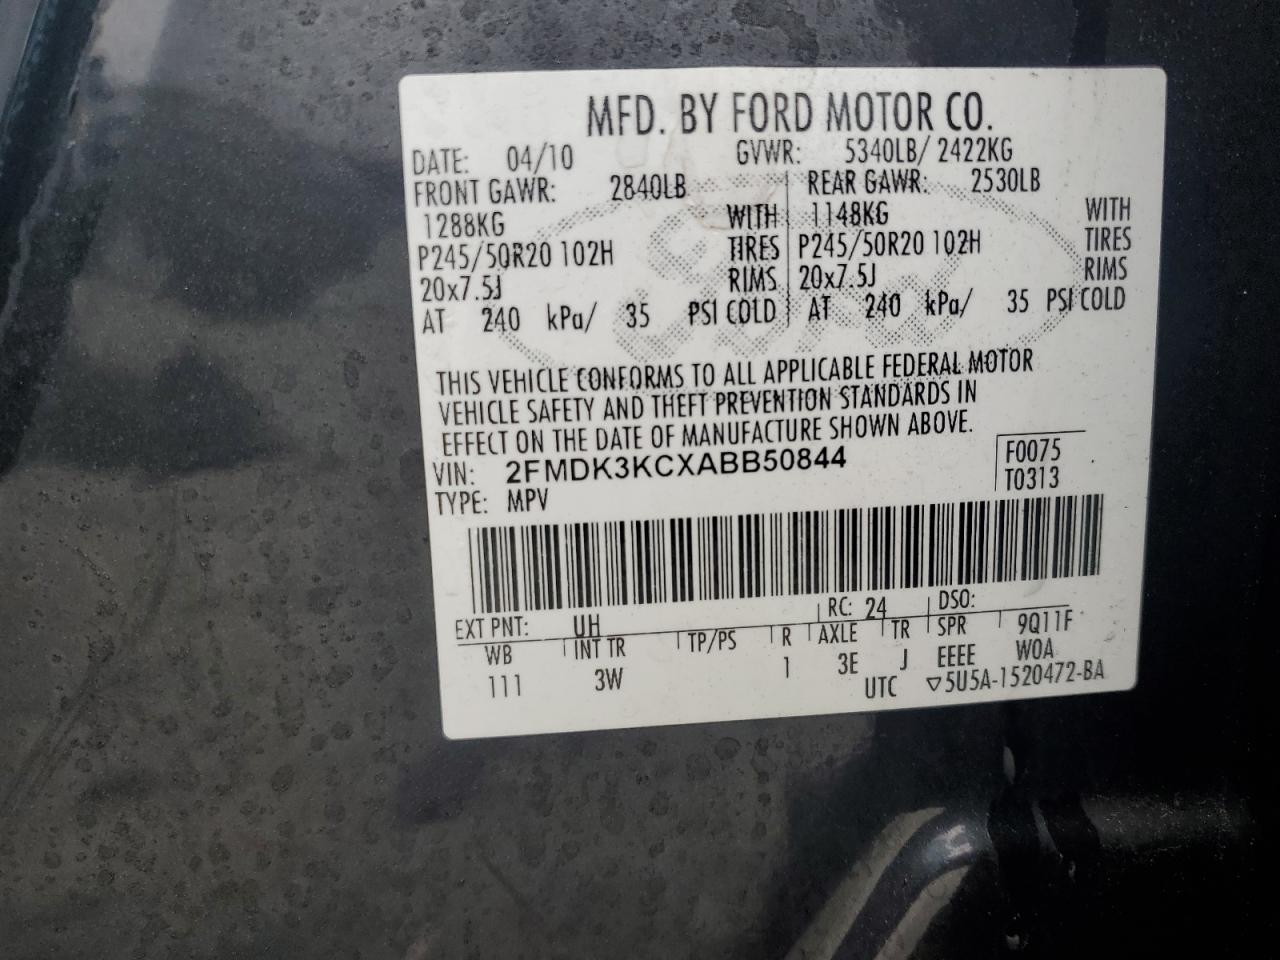 MFD. BY FORD MOTOR CO.
DATE: 04/10 GVWR: 5340LB/ 2422KG
FRONT GAWR: 2840LB REAR GAWR: 2530LB
1288KG WITH 1148KG WITH
P245/50R20 102H TIRES P245/50R20 102H TIRES
20x7.5J RIMS 20x7.5J RIMS
AT 240 kPa/ 35 PSI COLD AT 240 kPa/ 35 PSI COLD
THIS VEHICLE CONFORMS TO ALL APPLICABLE FEDERAL MOTOR
VEHICLE SAFETY AND THEFT PREVENTION STANDARDS IN
EFFECT ON THE DATE OF MANUFACTURE SHOWN ABOVE.
VIN: 2FMDK3KCXABB50844 F0075
TYPE: MPV T0313
EXT PNT: UH RC: 24 DSO:
WB INT TR TP/PS R AXLE TR SPR 9Q11F
111 3W 1 3E J EEEE WOA
UTC ▽5U5A-1520472-BA